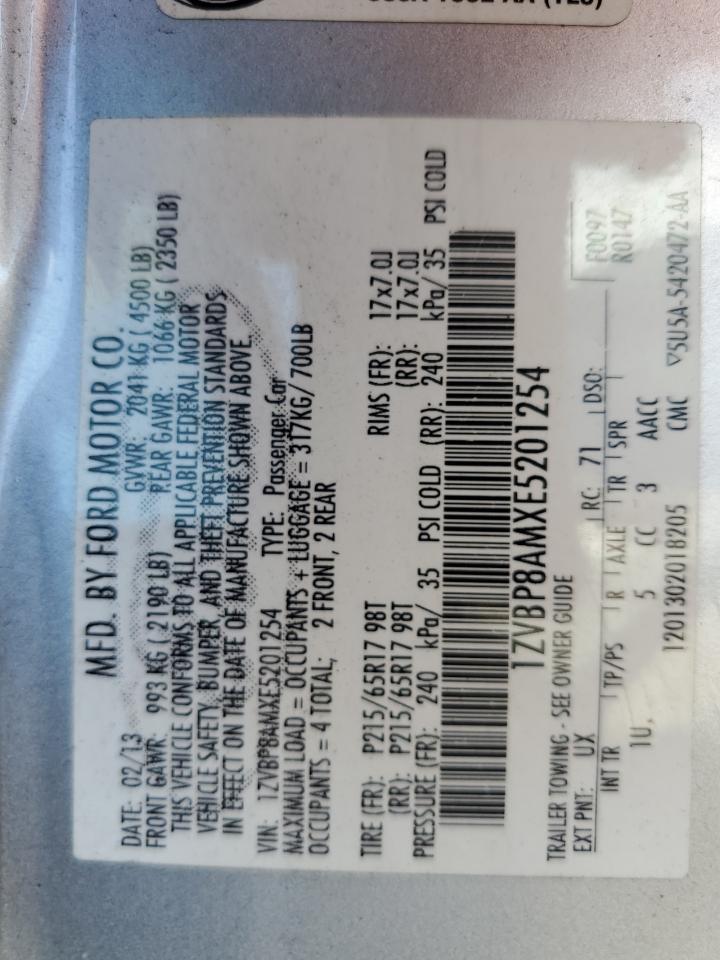 MFD. BY FORD MOTOR CO.
DATE: 02/13 GVWR: 2041 KG ( 4500 LB)
FRONT GAWR: 993 KG ( 2190 LB) REAR GAWR: 1066 KG ( 2350 LB)
THIS VEHICLE CONFORMS TO ALL APPLICABLE FEDERAL MOTOR
VEHICLE SAFETY, BUMPER, AND THEFT PREVENTION STANDARDS
IN EFFECT ON THE DATE OF MANUFACTURE SHOWN ABOVE.
VIN: 1ZVBP8AMXE5201254 TYPE: Passenger Car
MAXIMUM LOAD = OCCUPANTS + LUGGAGE = 317KG/ 700LB
OCCUPANTS = 4 TOTAL; 2 FRONT, 2 REAR
TIRE (FR): P215/65R17 98T RIMS (FR): 17x7.0J
(RR): P215/65R17 98T (RR): 17x7.0J
PRESSURE (FR): 240 kPa/ 35 PSI COLD (RR): 240 kPa/ 35 PSI COLD
1ZVBP8AMXE5201254
TRAILER TOWING - SEE OWNER GUIDE
F0097
EXT PNT: UX RC: 71 DSO:
R0147
INT TR TP/PS R AXLE TR SPR
1U, 5 CC 3 AACC
1201302018205 CMC ▽5U5A-5420472-AA